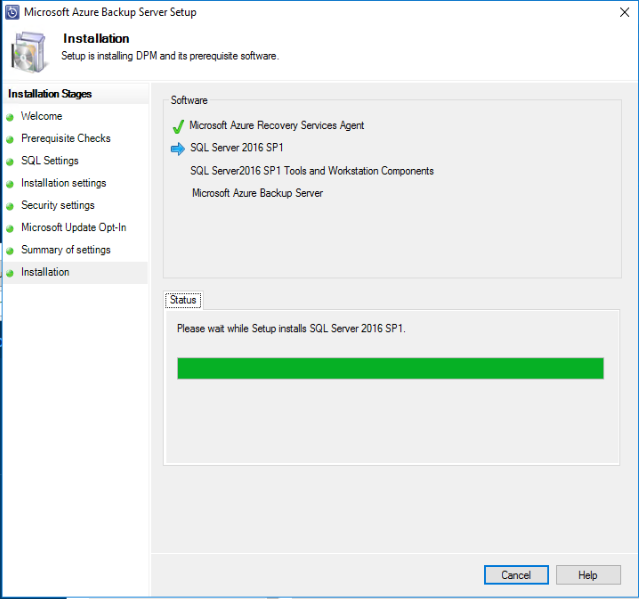 Microsoft Azure Backup Server Setup
Installation
Setup is installing DPM and its prerequisite software.
Installation Stages
Welcome
Prerequisite Checks
SQL Settings
Installation settings
Security settings
Microsoft Update Opt-In
Summary of settings
Installation
Software
Microsoft Azure Recovery Services Agent
SQL Server 2016 SP1
SQL Server2016 SP1 Tools and Workstation Components
Microsoft Azure Backup Server
Status
Please wait while Setup installs SQL Server 2016 SP1.
Cancel
Help